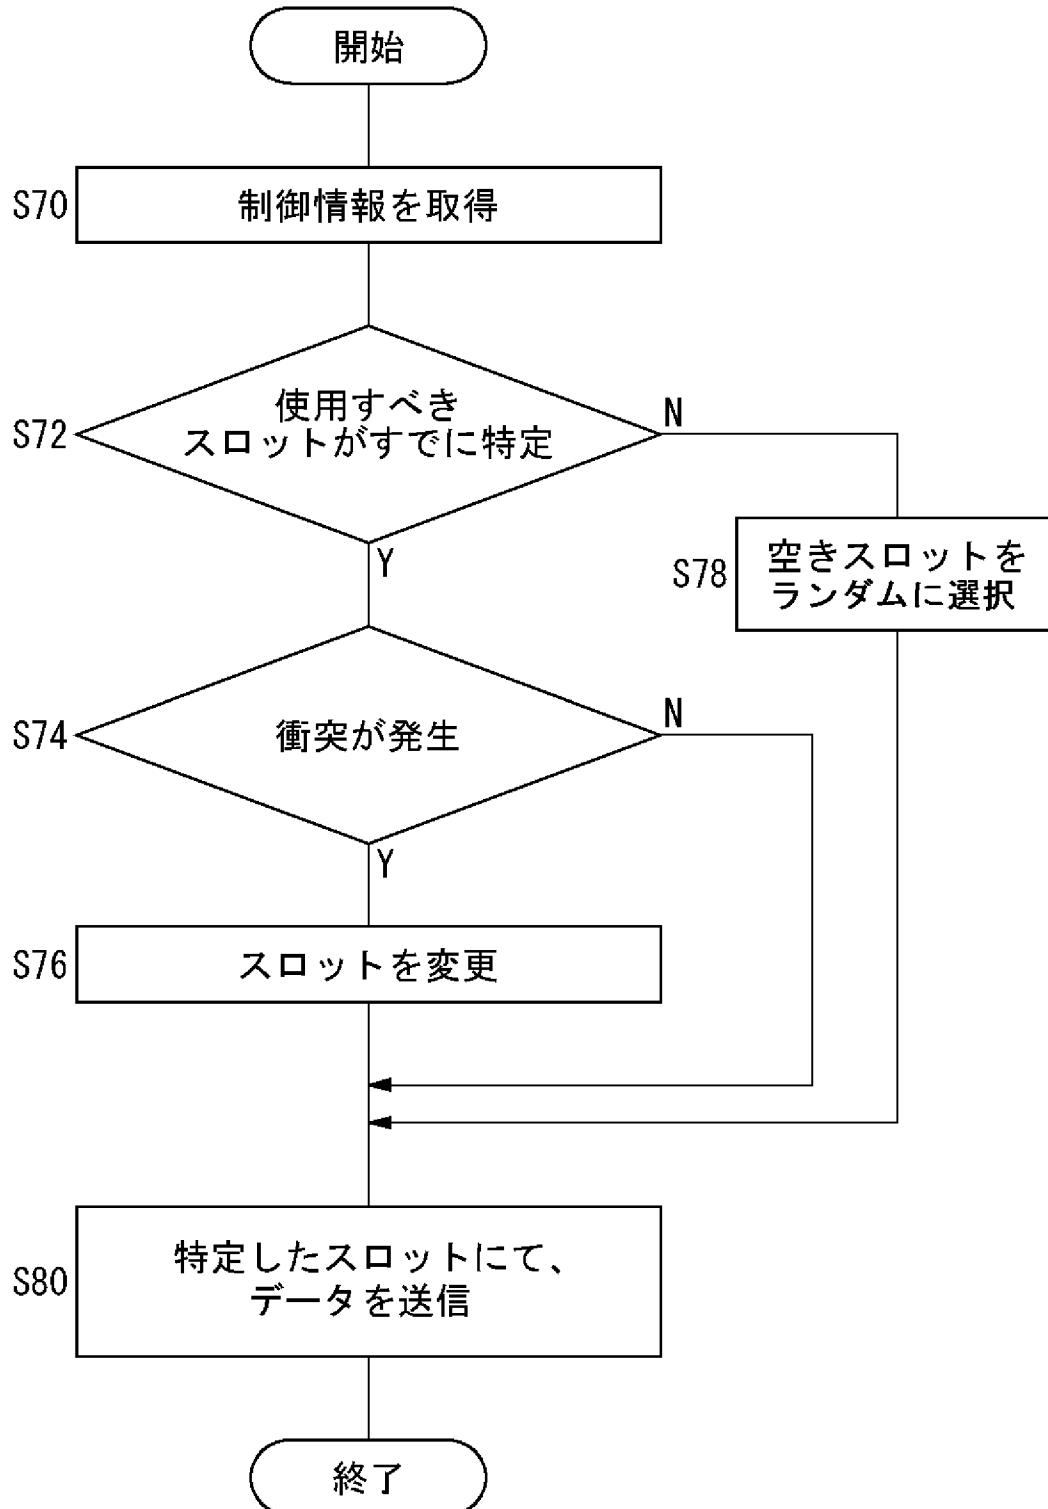 開始
S70
制御情報を取得
S72
使用すべき
スロットがすでに特定
N
Y
S78
空きスロットを
ランダムに選択
S74
衝突が発生
N
Y
S76
スロットを変更
S80
特定したスロットにて、
データを送信
終了